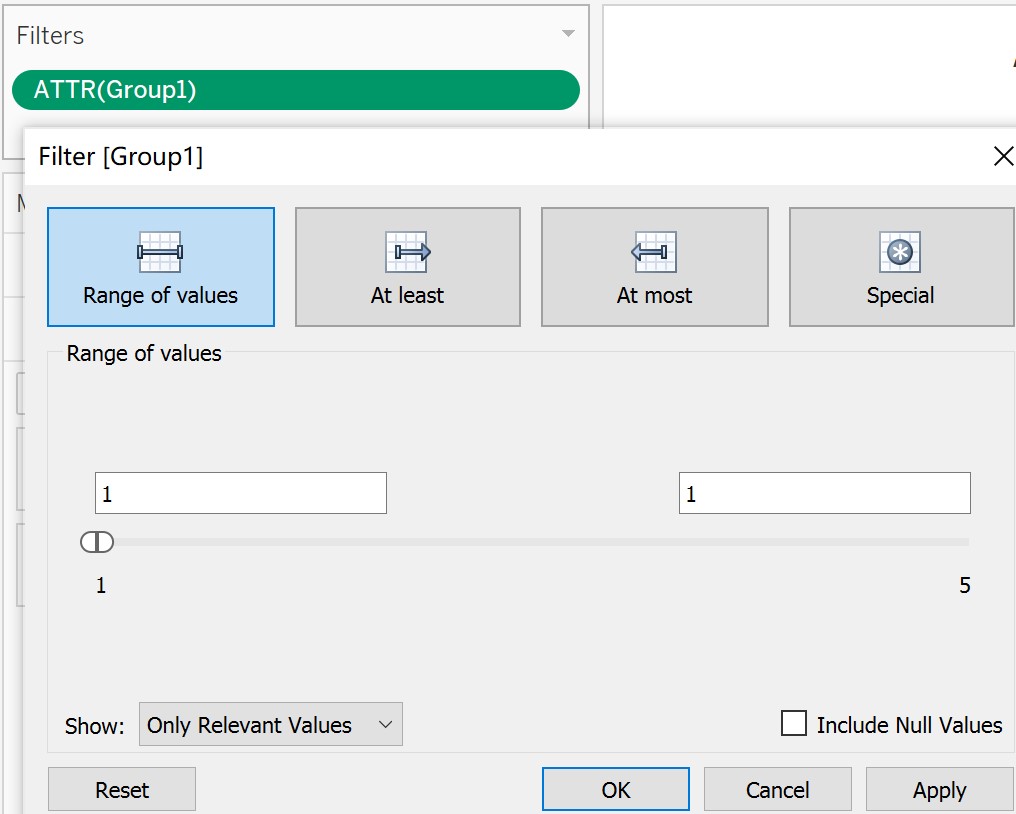 Filters
ATTR(Group1)
Filter [Group1]
Range of values
At least
At most
Special
Range of values
1
1
1
5
Show:
Only Relevant Values
Include Null Values
Reset
OK
Cancel
Apply